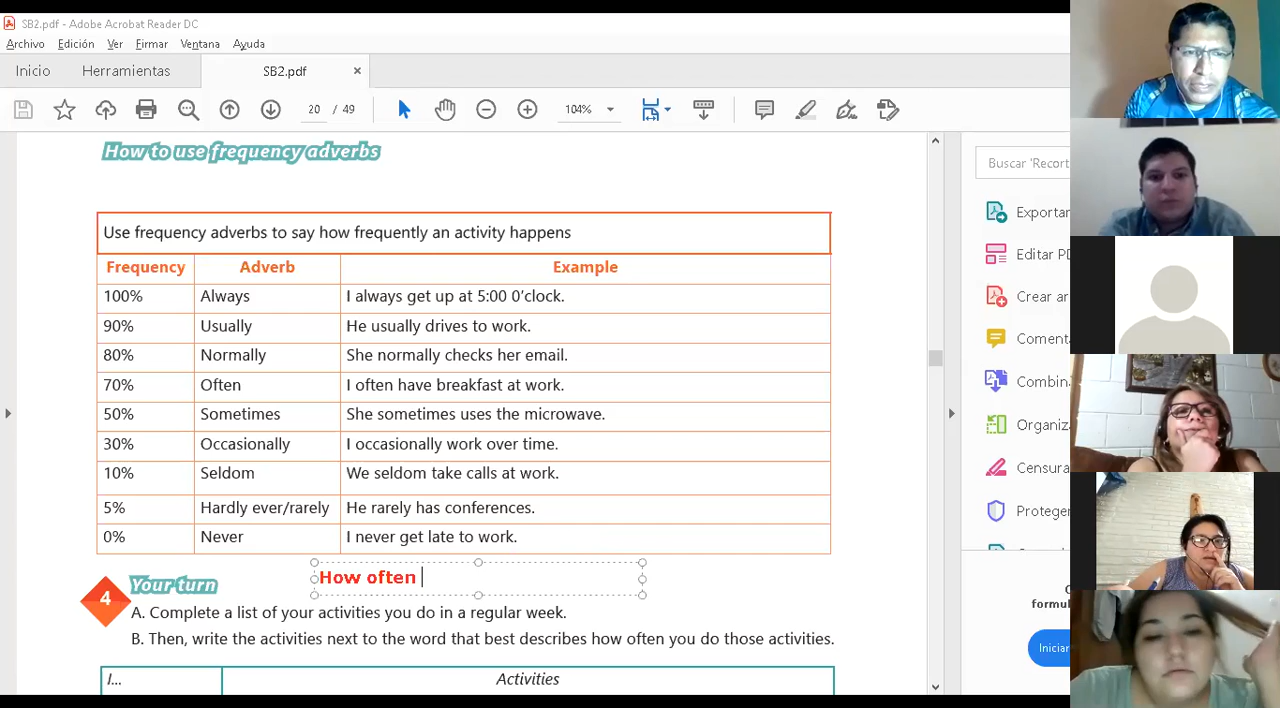 SB2.pdf - Adobe Acrobat Reader DC
Archivo Edición Ver Firmar Ventana Ayuda
Inicio Herramientas SB2.pdf ×
20 / 49 104%
How to use frequency adverbs
Use frequency adverbs to say how frequently an activity happens
Frequency Adverb Example
100% Always I always get up at 5:00 0'clock.
90% Usually He usually drives to work.
80% Normally She normally checks her email.
70% Often I often have breakfast at work.
50% Sometimes She sometimes uses the microwave.
30% Occasionally I occasionally work over time.
10% Seldom We seldom take calls at work.
5% Hardly ever/rarely He rarely has conferences.
0% Never I never get late to work.
How often
4 Your turn
A. Complete a list of your activities you do in a regular week.
B. Then, write the activities next to the word that best describes how often you do those activities.
I... Activities
Buscar 'Recort
Exportar
Editar PD
Crear ar
Comenta
Combin
Organiza
Censura
Proteger
formu
Iniciar